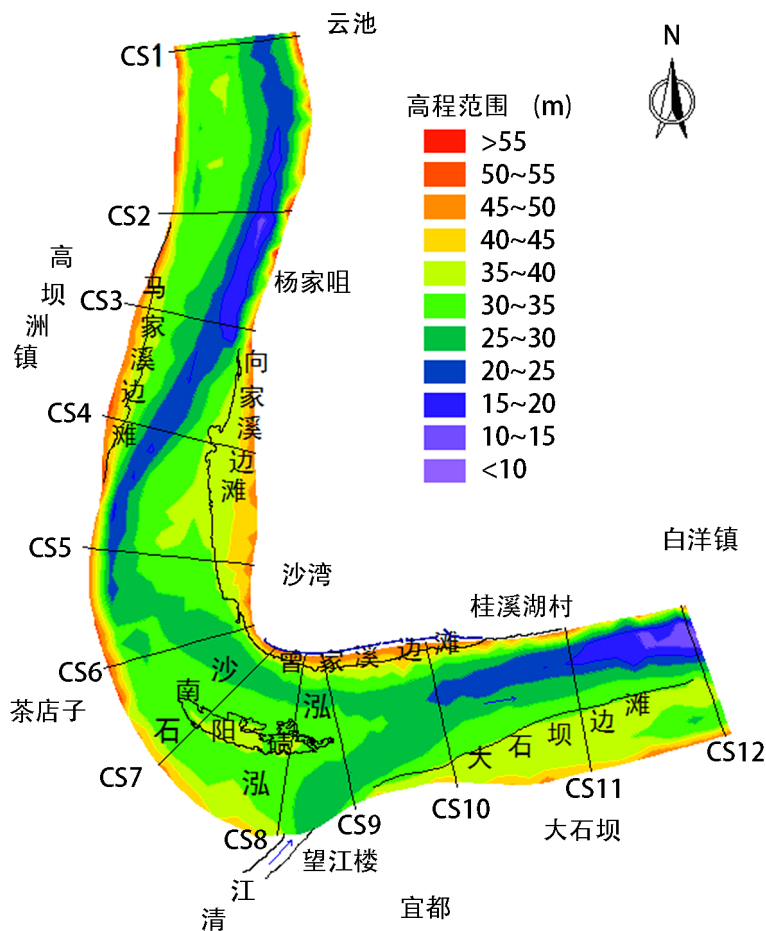 云池
CS1
N
高程范围 (m)
>55
50~55
45~50
40~45
35~40
30~35
25~30
20~25
15~20
10~15
<10
CS2
高坝洲镇
马家溪边滩
杨家咀
CS3
向家溪边滩
CS4
CS5
沙湾
白洋镇
桂溪湖村
曾家溪边滩
CS6
沙泓
茶店子
南阳碛
石泓
大石坝边滩
CS7
CS8
CS9
CS10
CS11
CS12
大石坝
望江楼
清江
宜都